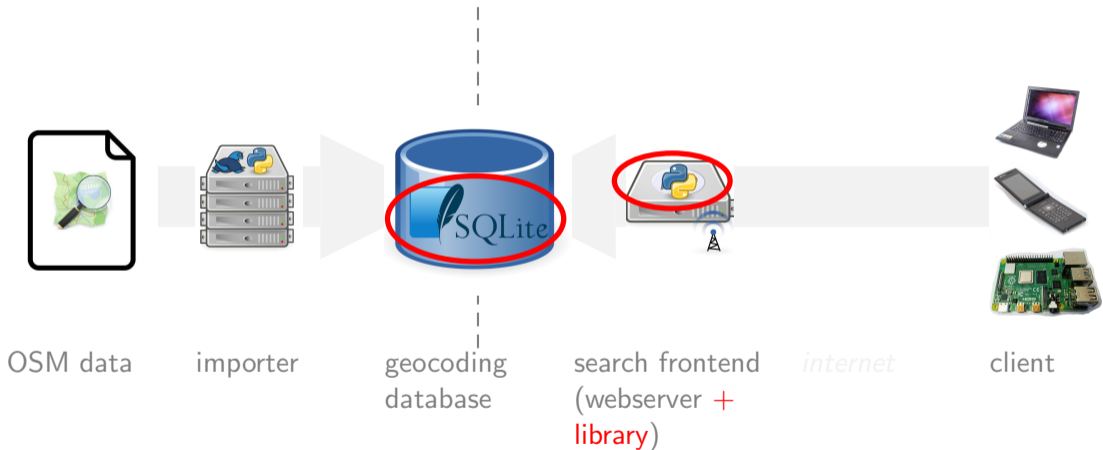 SQLite
OSM data
importer
geocoding
database
search frontend
(webserver +
library)
internet
client